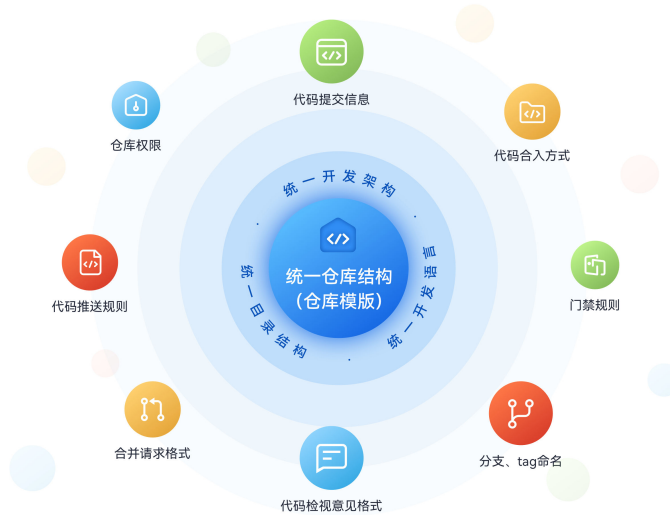 代码提交信息
仓库权限
代码合入方式
统一开发架构
统一仓库结构
（仓库模版）
统一目录结构
统一开发语言
代码推送规则
门禁规则
合并请求格式
分支、tag命名
代码检视意见格式